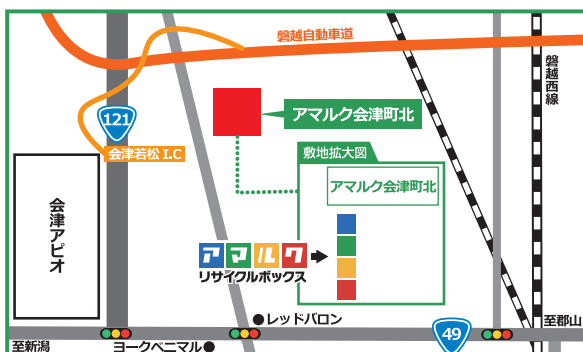 磐越自動車道
磐越西線
121
アマルク会津町北
会津若松 I.C
敷地拡大図
アマルク会津町北
会津アピオ
アマルク
リサイクルボックス
レッドバロン
至郡山
49
至新潟
ヨークベニマル